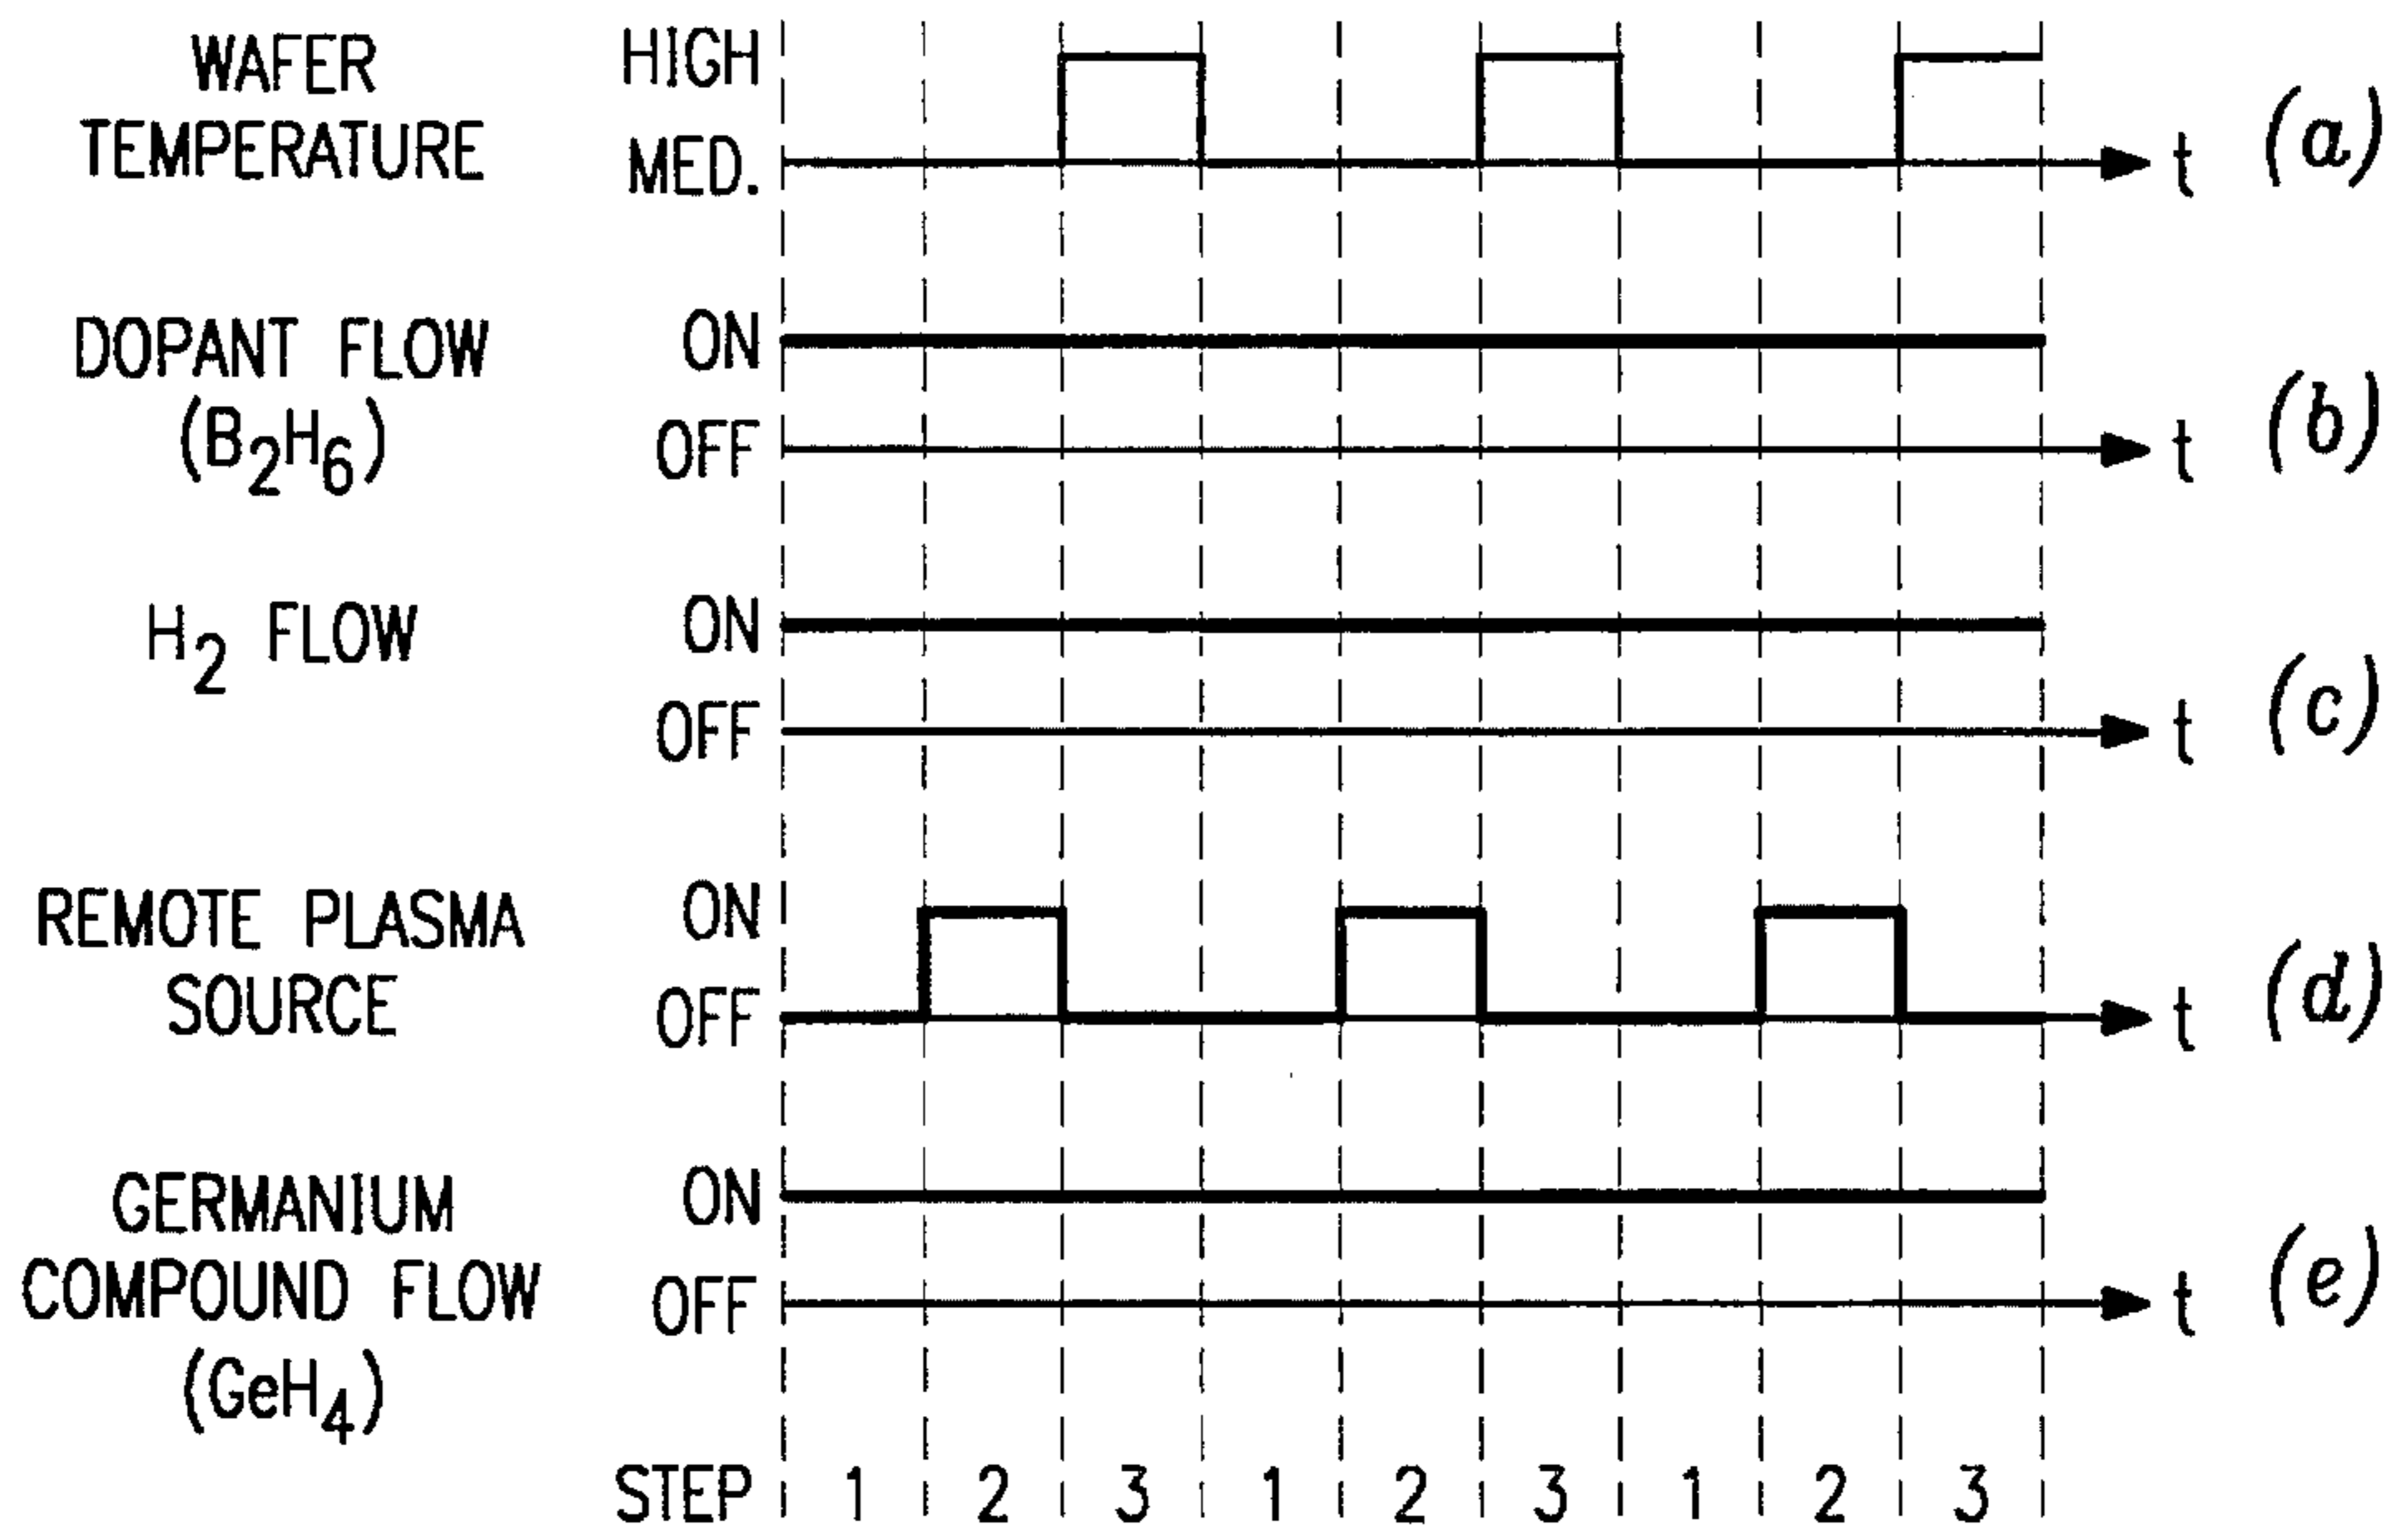 WAFER
TEMPERATURE
HIGH
MED.
t
(a)
DOPANT FLOW
(B2H6)
ON
OFF
t
(b)
H2 FLOW
ON
OFF
t
(c)
REMOTE PLASMA
SOURCE
ON
OFF
t
(d)
GERMANIUM
COMPOUND FLOW
(GeH4)
ON
OFF
t
(e)
STEP 1 2 3 1 2 3 1 2 3